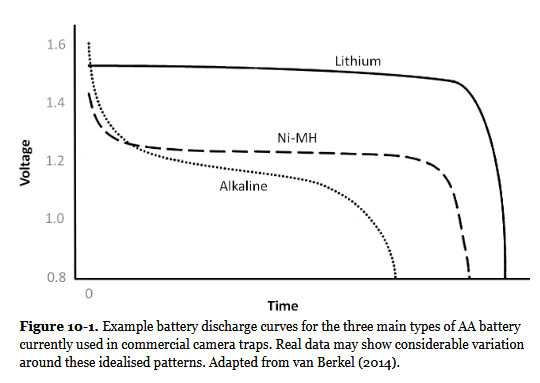 1.6
Lithium
1.4
Ni-MH
Voltage
1.2
Alkaline
1.0
0.8
0
Time
Figure 10-1. Example battery discharge curves for the three main types of AA battery
currently used in commercial camera traps. Real data may show considerable variation
around these idealised patterns. Adapted from van Berkel (2014).